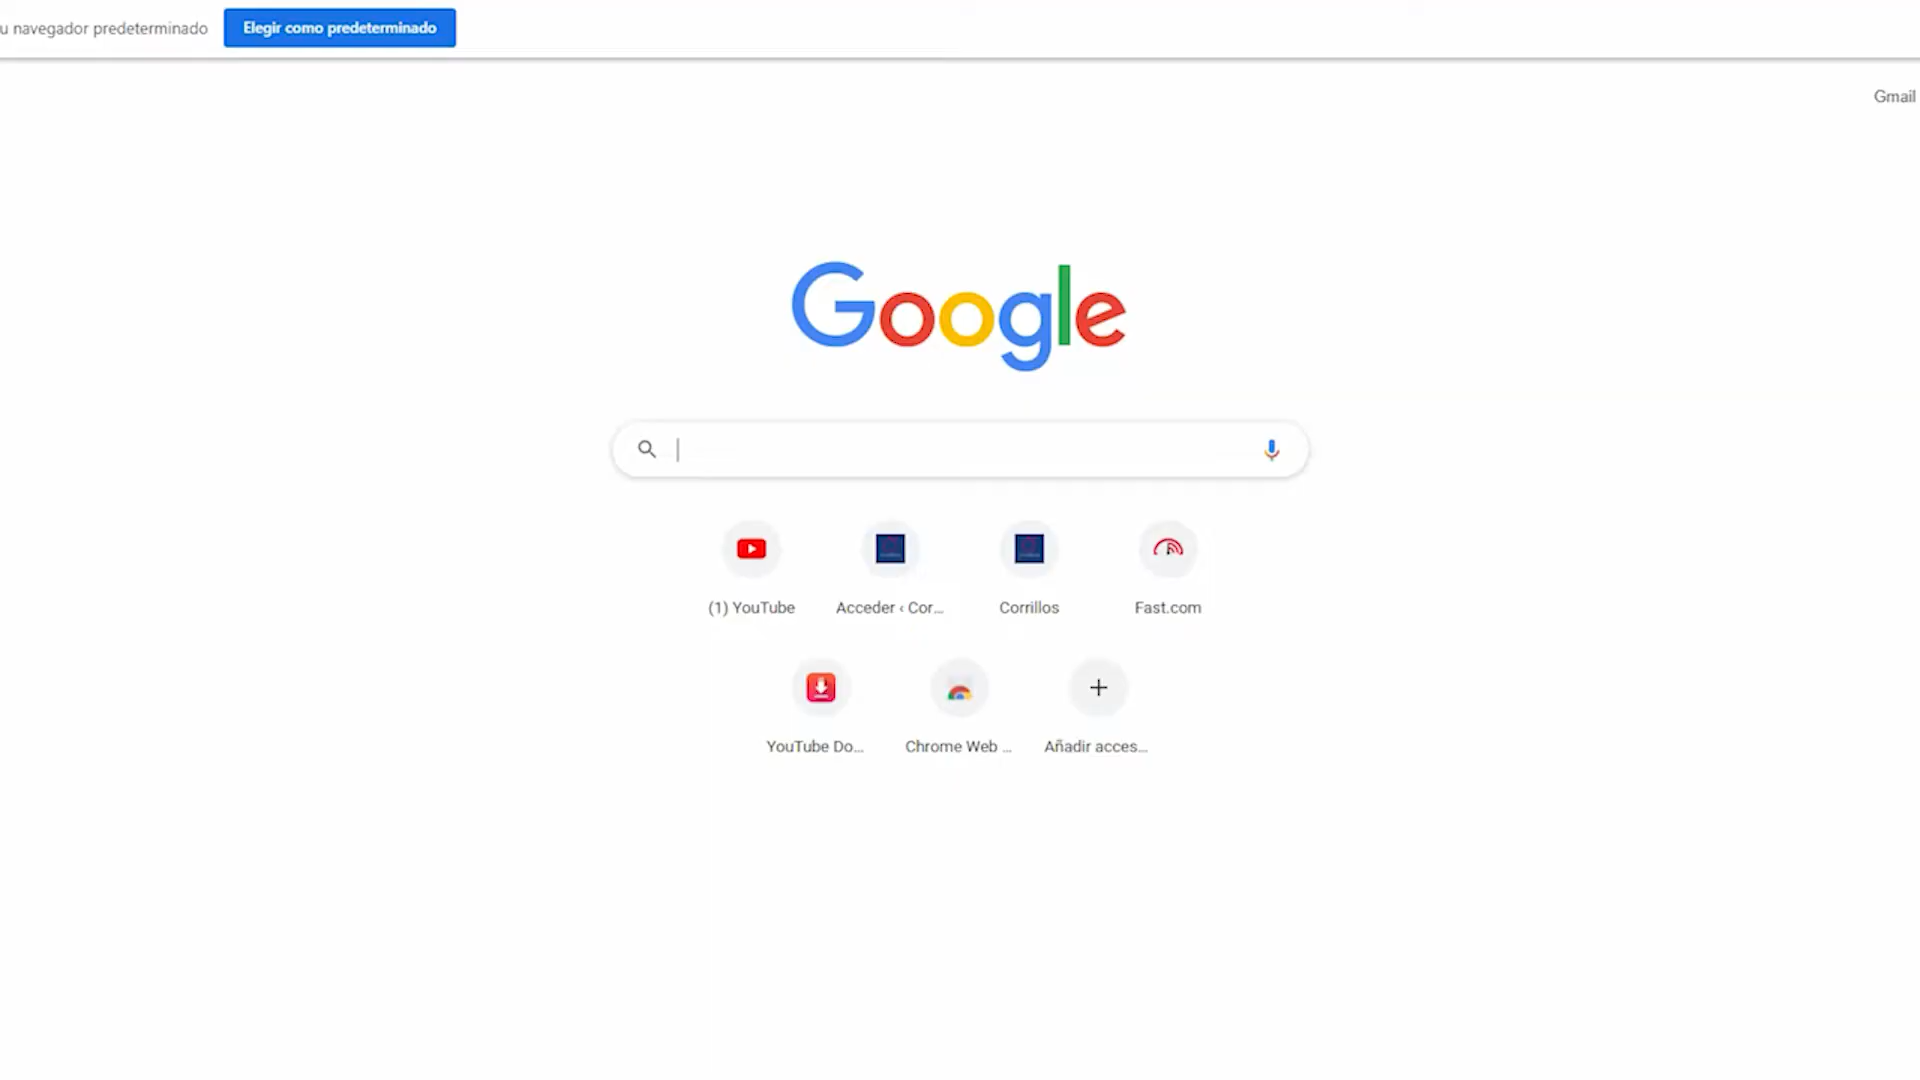 u navegador predeterminado Elegir como predeterminado
Gmail
Google
(1) YouTube Acceder ‹ Cor... Corrillos Fast.com
YouTube Do... Chrome Web ... Añadir acces...